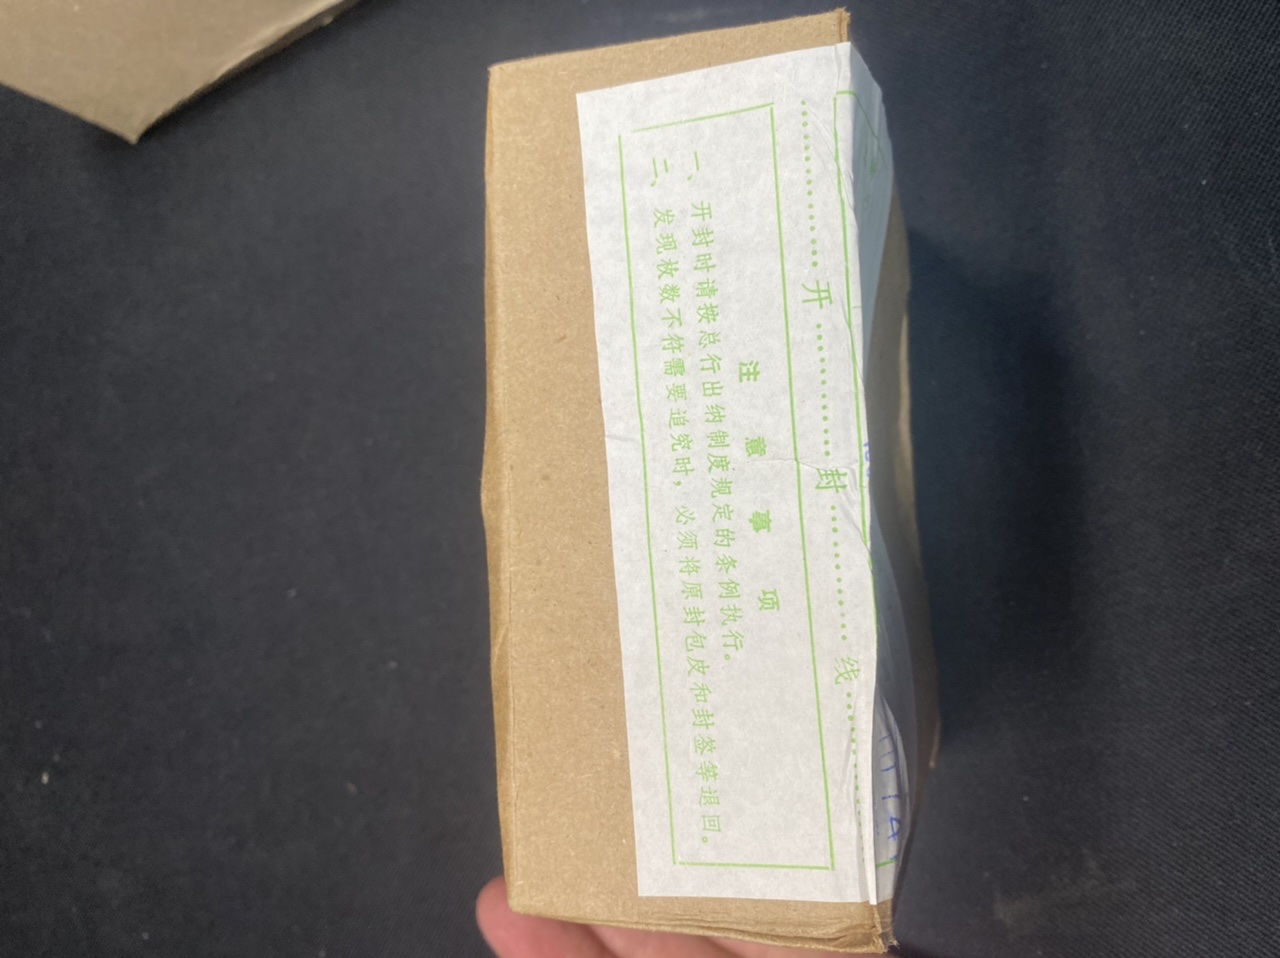 开封线
注意事项
一、开封时请按总行出纳制度规定的条例执行。
二、发现枚数不符需要追究时，必须将原封包皮和封签等退回。